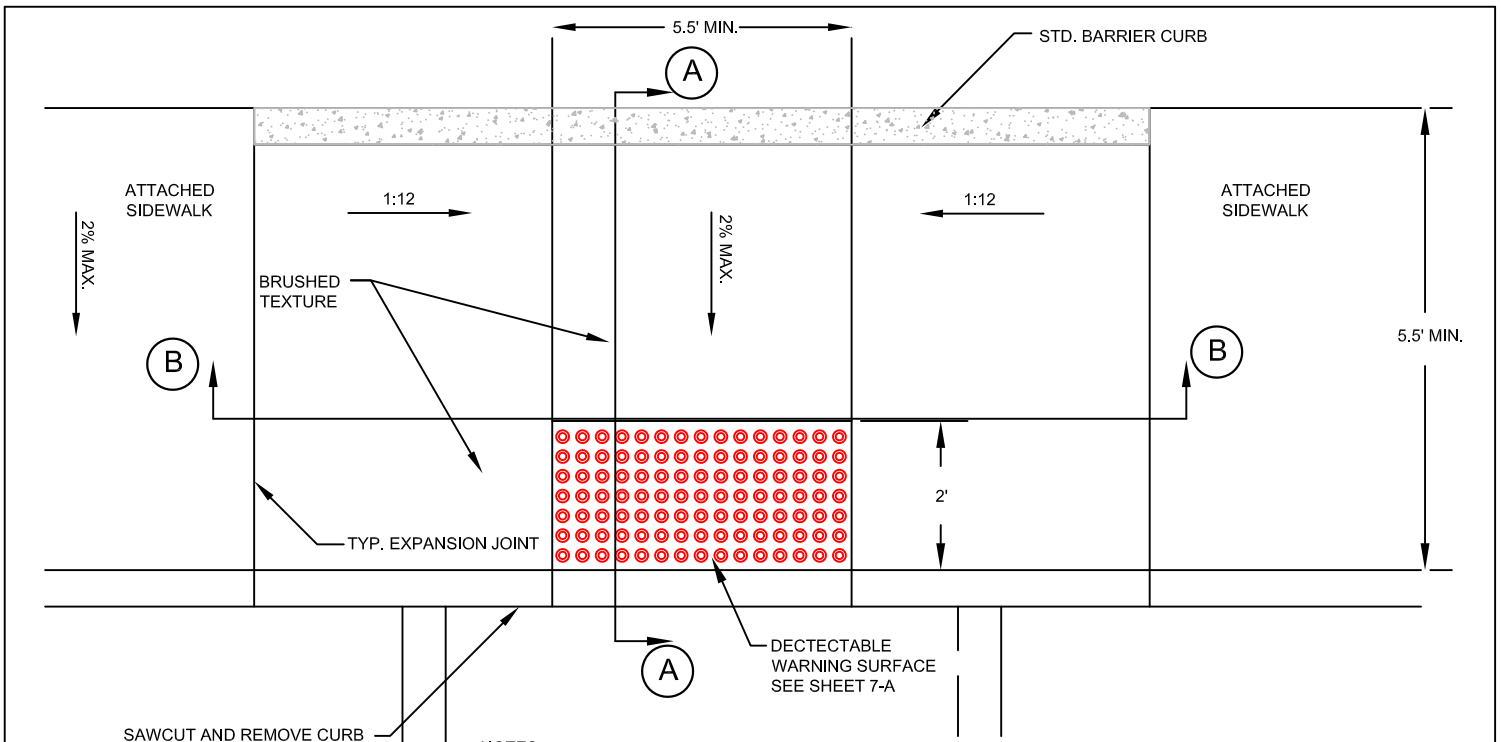 5.5' MIN.
STD. BARRIER CURB
A
ATTACHED
SIDEWALK
1:12
1:12
ATTACHED
SIDEWALK
2% MAX.
2% MAX.
BRUSHED
TEXTURE
5.5' MIN.
B
B
2'
TYP. EXPANSION JOINT
DECTECTABLE
WARNING SURFACE
SEE SHEET 7-A
A
SAWCUT AND REMOVE CURB